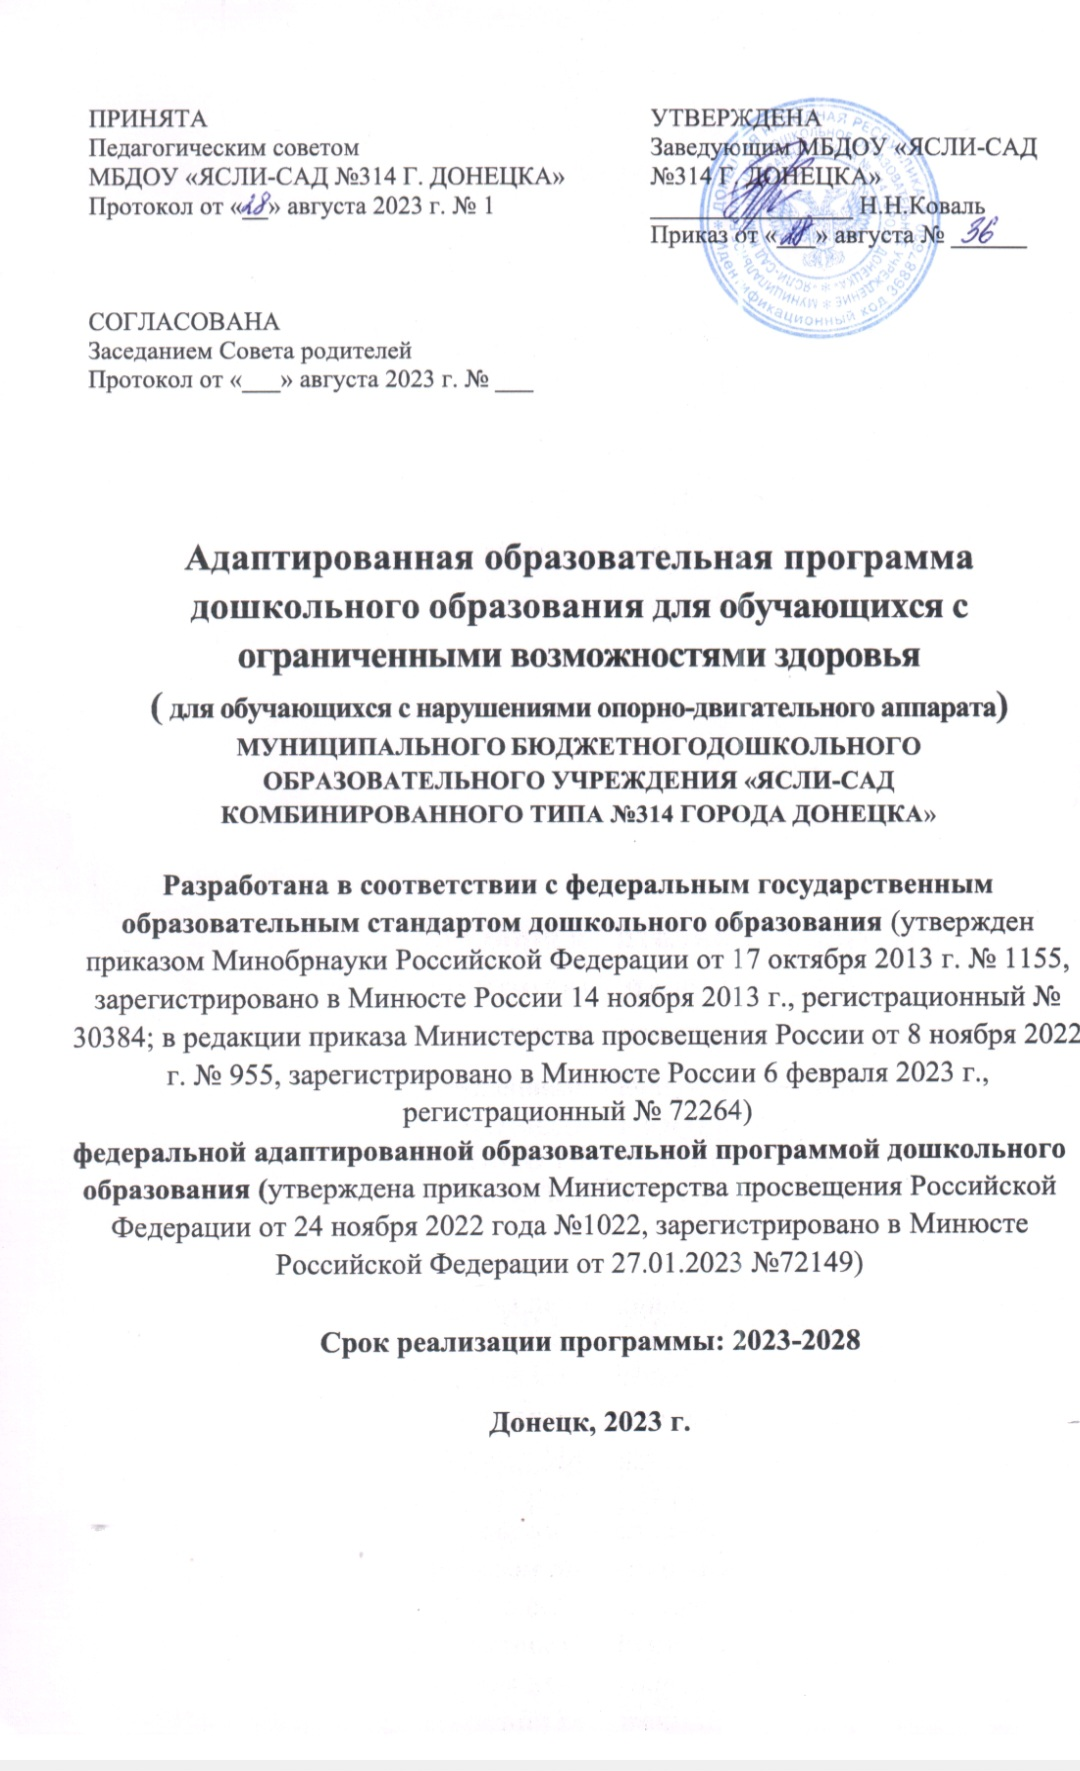 ПРИНЯТА
Педагогическим советом
МБДОУ «ЯСЛИ-САД №314 Г. ДОНЕЦКА»
Протокол от «28» августа 2023 г. № 1
УТВЕРЖДЕНА
Заведующим МБДОУ «ЯСЛИ-САД
№314 Г. ДОНЕЦКА»
________________ Н.Н.Коваль
Приказ от «28» августа № 36
СОГЛАСОВАНА
Заседанием Совета родителей
Протокол от «___» августа 2023 г. № ___
Адаптированная образовательная программа
дошкольного образования для обучающихся с
ограниченными возможностями здоровья
( для обучающихся с нарушениями опорно-двигательного аппарата)
МУНИЦИПАЛЬНОГО БЮДЖЕТНОГОДОШКОЛЬНОГО
ОБРАЗОВАТЕЛЬНОГО УЧРЕЖДЕНИЯ «ЯСЛИ-САД
КОМБИНИРОВАННОГО ТИПА №314 ГОРОДА ДОНЕЦКА»
Разработана в соответствии с федеральным государственным
образовательным стандартом дошкольного образования (утвержден
приказом Минобрнауки Российской Федерации от 17 октября 2013 г. № 1155,
зарегистрировано в Минюсте России 14 ноября 2013 г., регистрационный №
30384; в редакции приказа Министерства просвещения России от 8 ноября 2022
г. № 955, зарегистрировано в Минюсте России 6 февраля 2023 г.,
регистрационный № 72264)
федеральной адаптированной образовательной программой дошкольного
образования (утверждена приказом Министерства просвещения Российской
Федерации от 24 ноября 2022 года №1022, зарегистрировано в Минюсте
Российской Федерации от 27.01.2023 №72149)
Срок реализации программы: 2023-2028
Донецк, 2023 г.